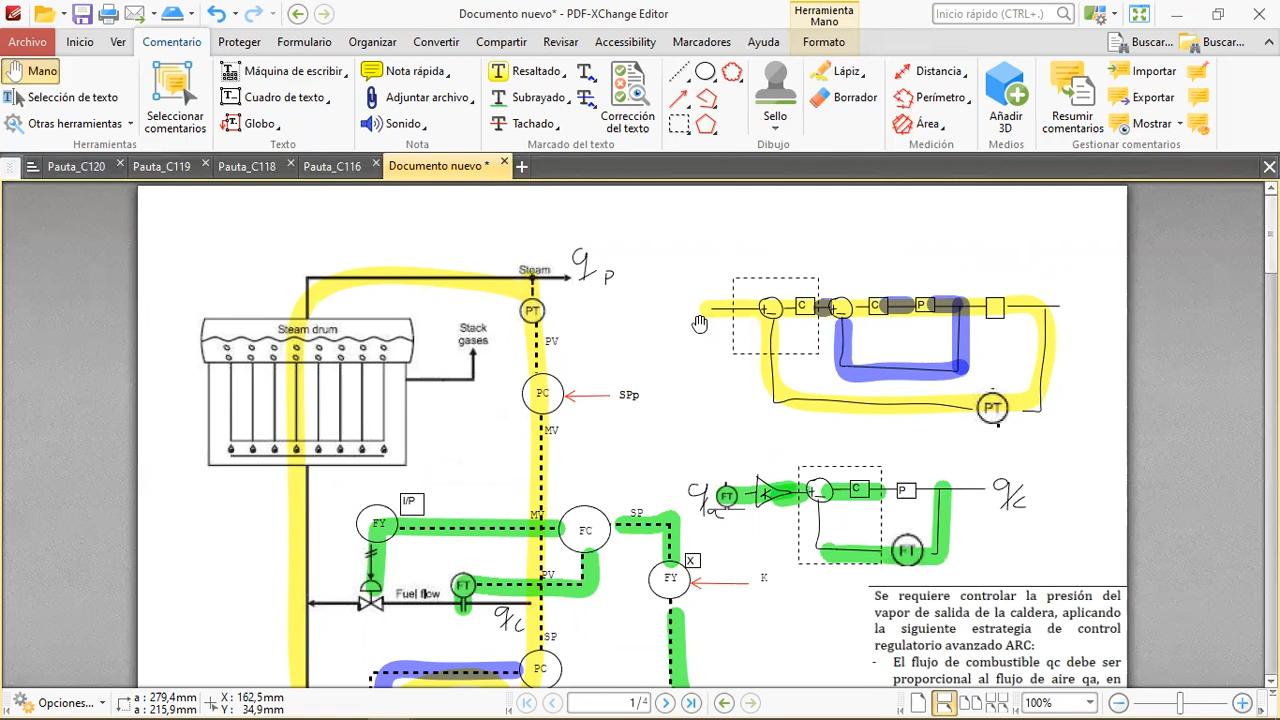 Documento nuevo * - PDF-XChange Editor
Herramienta
Mano
Inicio rápido (CTRL+.)
Archivo
Inicio
Ver
Comentario
Proteger
Formulario
Organizar
Convertir
Compartir
Revisar
Accessibility
Marcadores
Ayuda
Formato
Buscar...
Buscar...
Mano
Selección de texto
Otras herramientas
Herramientas
Seleccionar
comentarios
Máquina de escribir
Cuadro de texto
Globo
Texto
Nota rápida
Adjuntar archivo
Sonido
Nota
Resaltado
Subrayado
Tachado
Corrección
del texto
Marcado del texto
Lápiz
Borrador
Dibujo
Sello
Distancia
Perímetro
Área
Medición
Añadir
3D
Medios
Resumir
comentarios
Importar
Exportar
Mostrar
Gestionar comentarios
Pauta_C120
Pauta_C119
Pauta_C118
Pauta_C116
Documento nuevo *
Steam
q P
PT
Steam drum
Stack
gases
PV
PC
SPp
MV
I/P
FY
MV
FC
SP
X
FY
K
PV
FT
Fuel flow
qc
SP
PC
+ - C + - C P
PT
qa FT K + - C P qc
FT
Se requiere controlar la presión del
vapor de salida de la caldera, aplicando
la siguiente estrategia de control
regulatorio avanzado ARC:
- El flujo de combustible qc debe ser
porporcional al flujo de aire qa, en
Opciones...
a : 279,4mm
a : 215,9mm
X : 162,5mm
Y : 34,9mm
1/4
100%